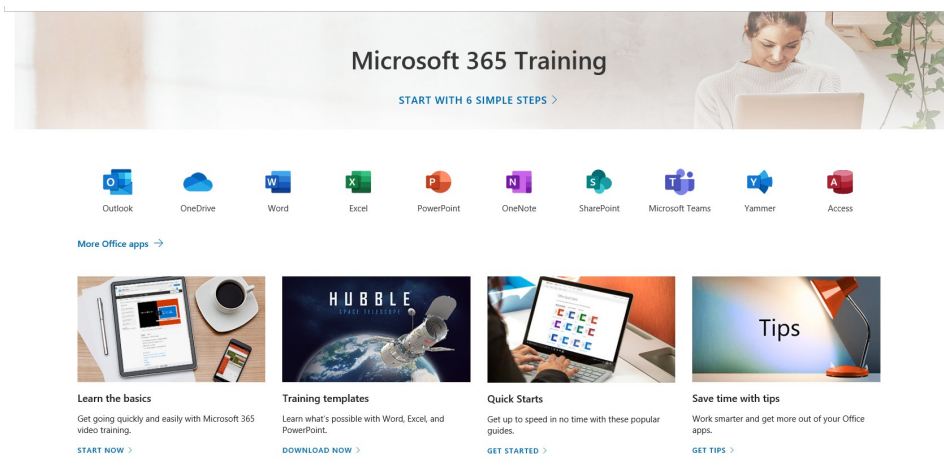 Microsoft 365 Training
START WITH 6 SIMPLE STEPS >
Outlook
OneDrive
Word
Excel
PowerPoint
OneNote
SharePoint
Microsoft Teams
Yammer
Access
More Office apps →
HUBBLE
SPACE TELESCOPE
Tips
Learn the basics
Get going quickly and easily with Microsoft 365
video training.
START NOW >
Training templates
Learn what's possible with Word, Excel, and
PowerPoint.
DOWNLOAD NOW >
Quick Starts
Get up to speed in no time with these popular
guides.
GET STARTED >
Save time with tips
Work smarter and get more out of your Office
apps.
GET TIPS >